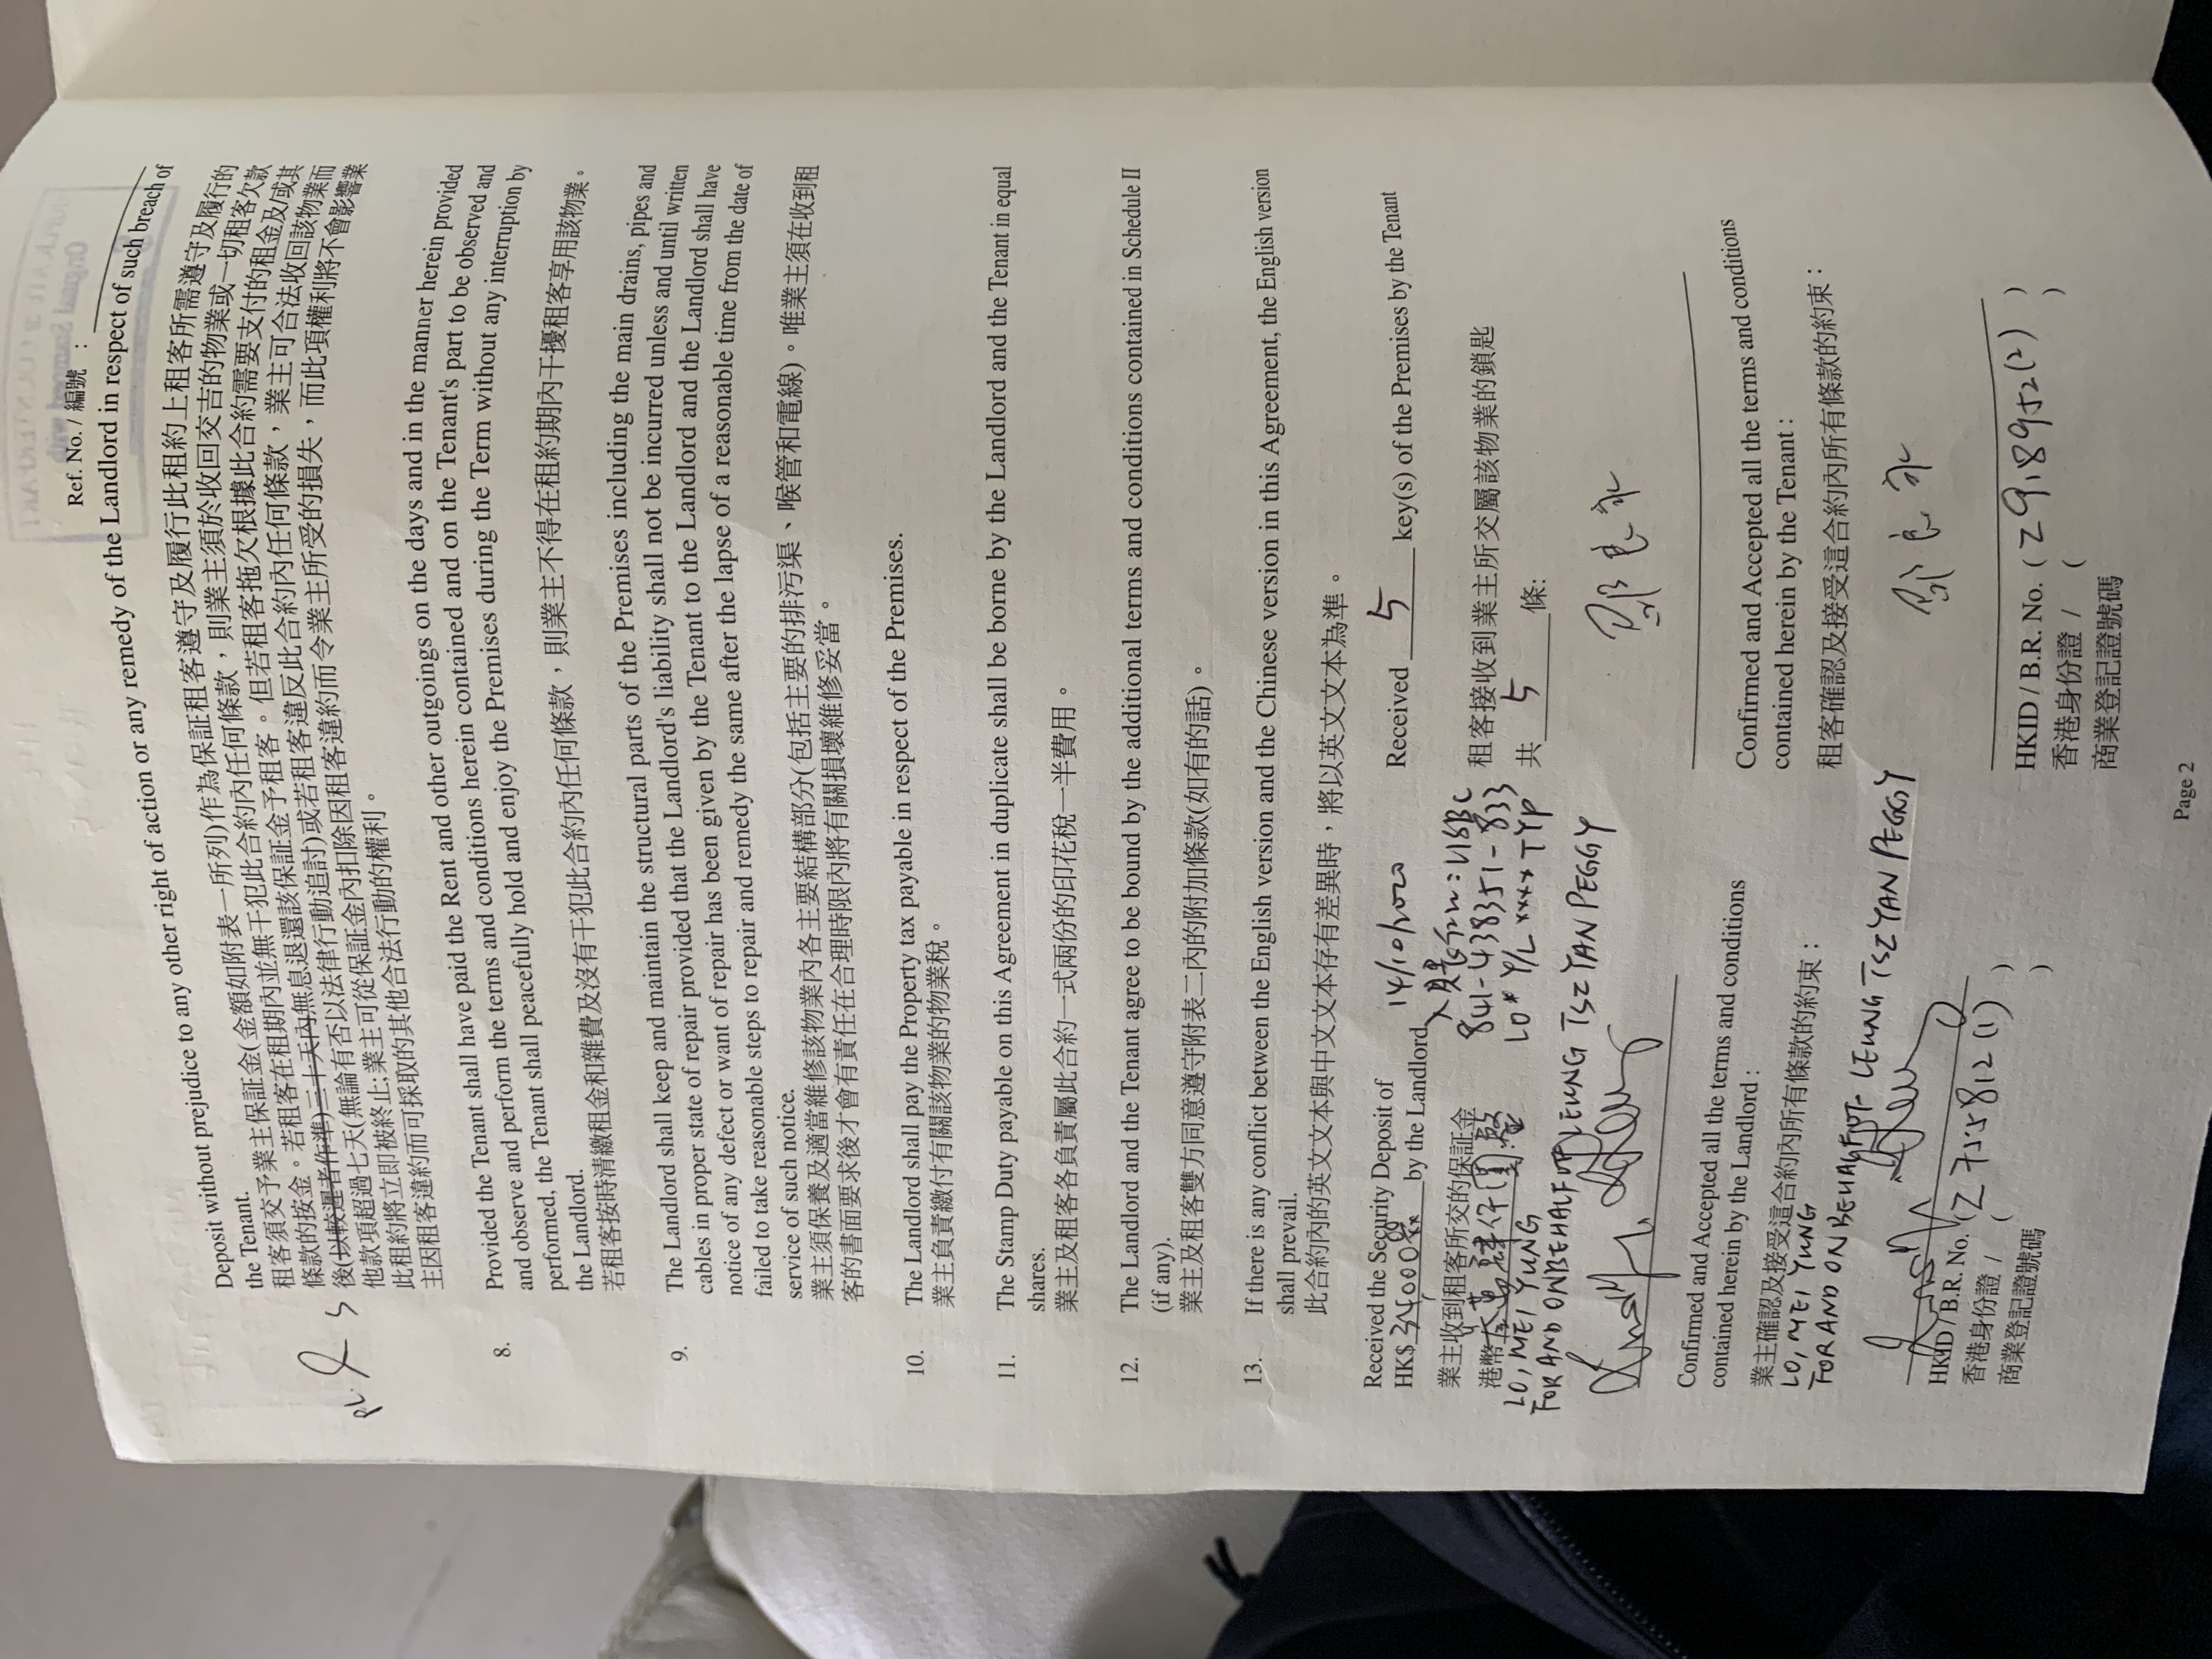 Ref. No. / 編號 :
Deposit without prejudice to any other right of action or any remedy of the Landlord in respect of such breach of
the Tenant.
租客須交予業主保証金(金額如附表一所列)作為保証租客遵守及履行此租約上租客所需遵守及履行的
條款的按金。若租客在租期內並無干犯此合約內任何條款，則業主須於收回交吉的物業或一切租客欠款
後(以較遲者作準)三十天內無息退還該保証金予租客。但若租客拖欠根據此合約需要支付的租金及/或其
他款項超過七天(無論有否以法律行動追討)或若租客違反此合約內任何條款，業主可合法收回該物業而
此租約將立即被終止;業主可從保証金內扣除因租客違約而令業主所受的損失，而此項權利將不會影響業
主因租客違約而可採取的其他合法行動的權利。
8. Provided the Tenant shall have paid the Rent and other outgoings on the days and in the manner herein provided
and observe and perform the terms and conditions herein contained and on the Tenant's part to be observed and
performed, the Tenant shall peacefully hold and enjoy the Premises during the Term without any interruption by
the Landlord.
若租客按時清繳租金和雜費及沒有干犯此合約內任何條款，則業主不得在租約期內干擾租客享用該物業。
9. The Landlord shall keep and maintain the structural parts of the Premises including the main drains, pipes and
cables in proper state of repair provided that the Landlord's liability shall not be incurred unless and until written
notice of any defect or want of repair has been given by the Tenant to the Landlord and the Landlord shall have
failed to take reasonable steps to repair and remedy the same after the lapse of a reasonable time from the date of
service of such notice.
業主須保養及適當維修該物業內各主要結構部分(包括主要的排污渠、喉管和電線)。唯業主須在收到租
客的書面要求後才會有責任在合理時限內將有關損壞維修妥當。
10. The Landlord shall pay the Property tax payable in respect of the Premises.
業主負責繳付有關該物業的物業稅。
11. The Stamp Duty payable on this Agreement in duplicate shall be borne by the Landlord and the Tenant in equal
shares.
業主及租客各負責屬此合約一式兩份的印花稅一半費用。
12. The Landlord and the Tenant agree to be bound by the additional terms and conditions contained in Schedule II
(if any).
業主及租客雙方同意遵守附表二內的附加條款(如有的話)。
13. If there is any conflict between the English version and the Chinese version in this Agreement, the English version
shall prevail.
此合約內的英文文本與中文文本存有差異時，將以英文文本為準。
Received the Security Deposit of
14/10/2020
HK$ by the Landlord
HSBC
841-438351-833
業主收到租客所交的保証金
LO* Y/L xxxx TYP
港幣
LO, MEI YUNG
FOR AND ON BEHALF OF LEUNG TSZ YAN PEGGY
Confirmed and Accepted all the terms and conditions
contained herein by the Landlord :
業主確認及接受這合約內所有條款的約束 :
LO, MEI YUNG
FOR AND ON BEHALF OF LEUNG TSZ YAN PEGGY
HKID / B.R. No. (Z755812(1))
香港身份證 / ( )
商業登記證號碼
Received 5 key(s) of the Premises by the Tenant
租客接收到業主所交屬該物業的鎖匙
共 5 條:
Confirmed and Accepted all the terms and conditions
contained herein by the Tenant :
租客確認及接受這合約內所有條款的約束 :
HKID / B.R. No. (Z918952(2))
香港身份證 / ( )
商業登記證號碼
Page 2